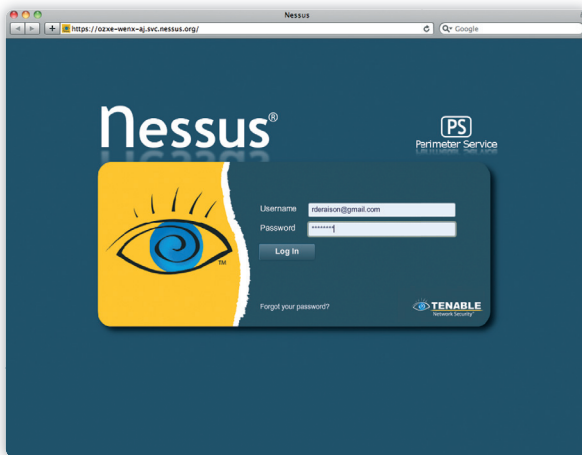 Nessus
https://ozxe-wenx-aj.svc.nessus.org/
Google
Nessus®
PS
Perimeter Service
Username
rderaison@gmail.com
Password
********
TM
Log In
Forgot your password?
TENABLE
Network Security